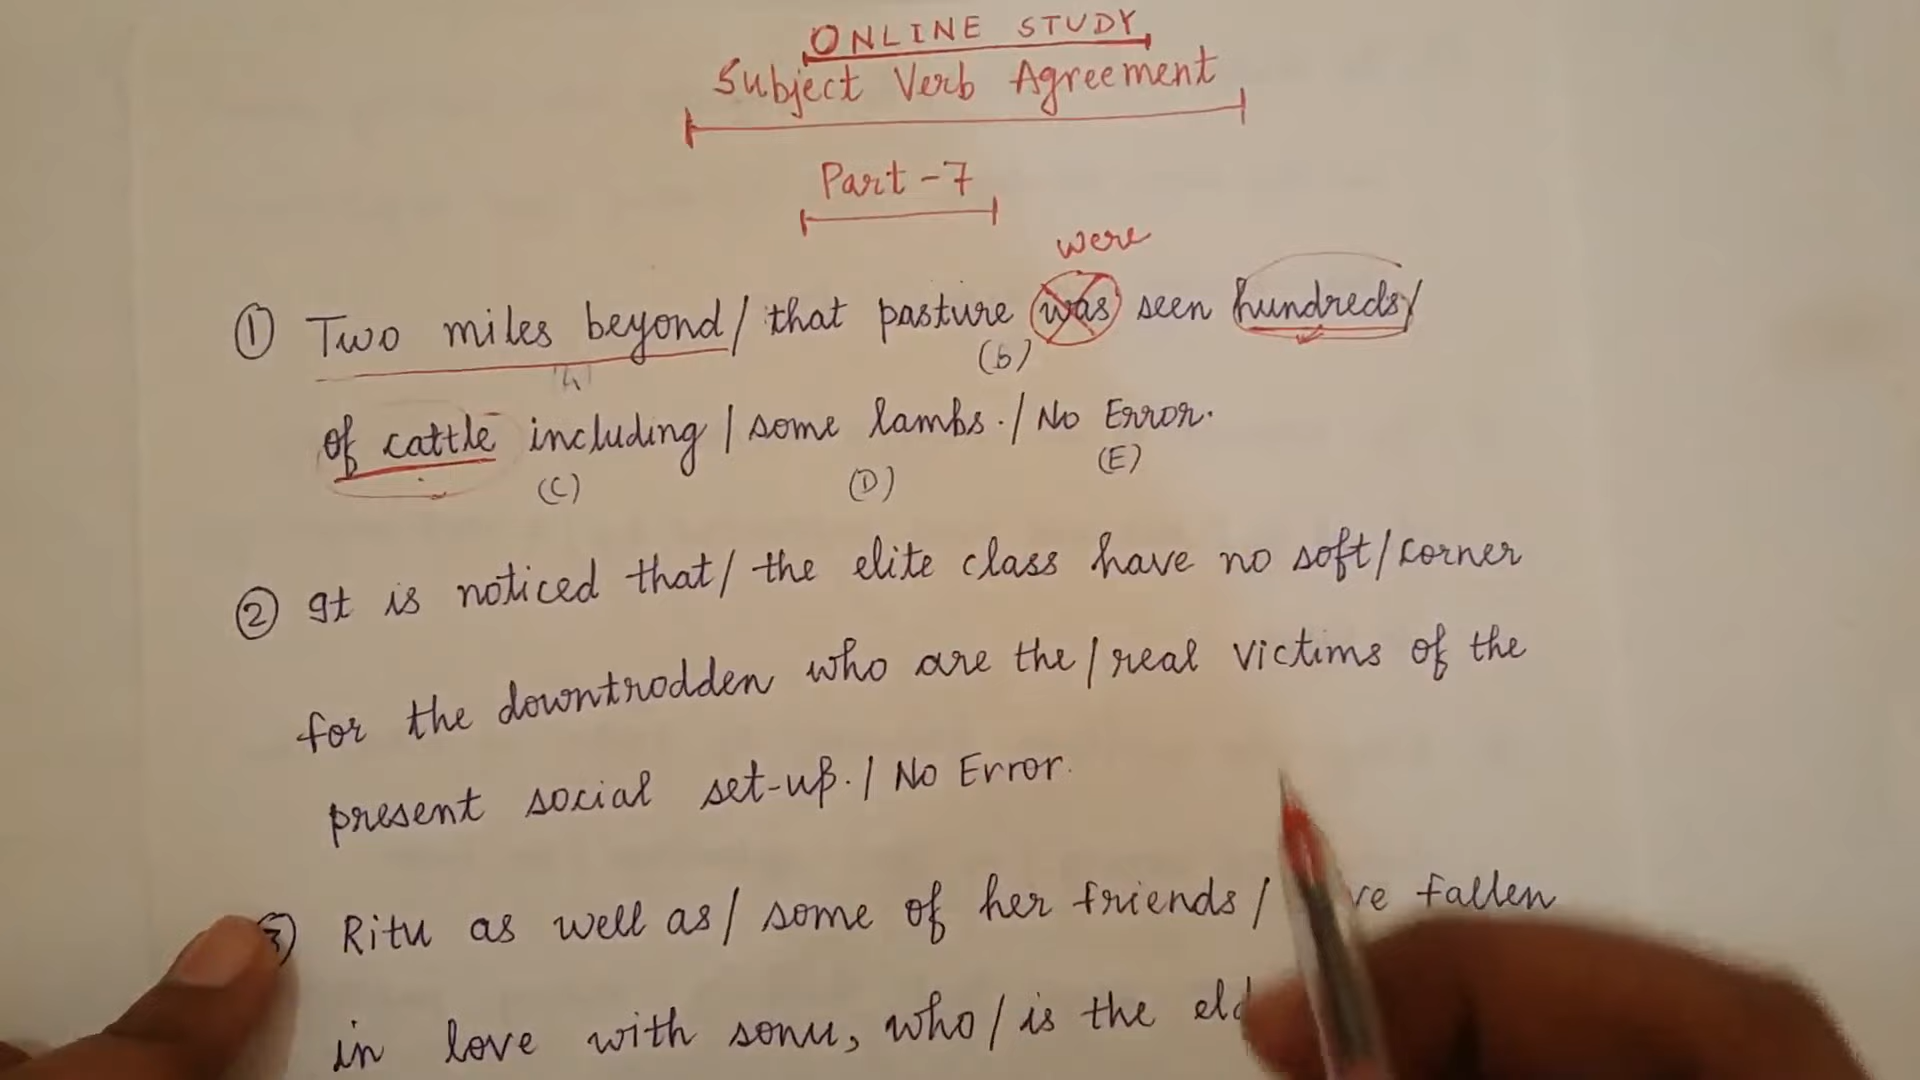 ONLINE STUDY
Subject Verb Agreement
Part-7
were
① Two miles beyond/ that pasture was seen hundreds/
(b)
of cattle including / some lambs. / No Error.
(C) (D) (E)
② It is noticed that/ the elite class have no soft/corner
for the downtrodden who are the / real victims of the
present social set-up. / No Error.
③ Ritu as well as/ some of her friends / fallen
in love with sonu, who / is the